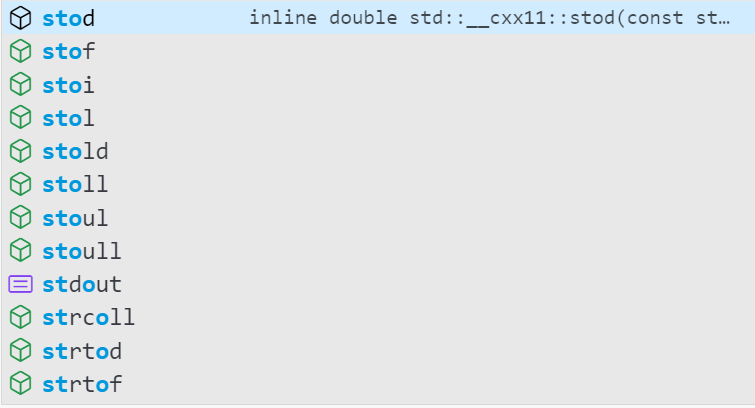 stod inline double std::__cxx11::stod(const st…
stof
stoi
stol
stold
stoll
stoul
stoull
stdout
strcoll
strtod
strtof